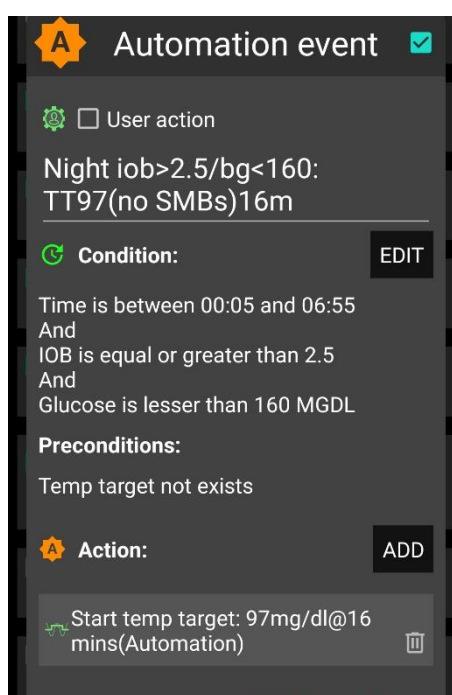 A Automation event
User action
Night iob>2.5/bg<160:
TT97(no SMBs)16m
Condition: EDIT
Time is between 00:05 and 06:55
And
IOB is equal or greater than 2.5
And
Glucose is lesser than 160 MGDL
Preconditions:
Temp target not exists
A Action: ADD
Start temp target: 97mg/dl@16
mins(Automation)